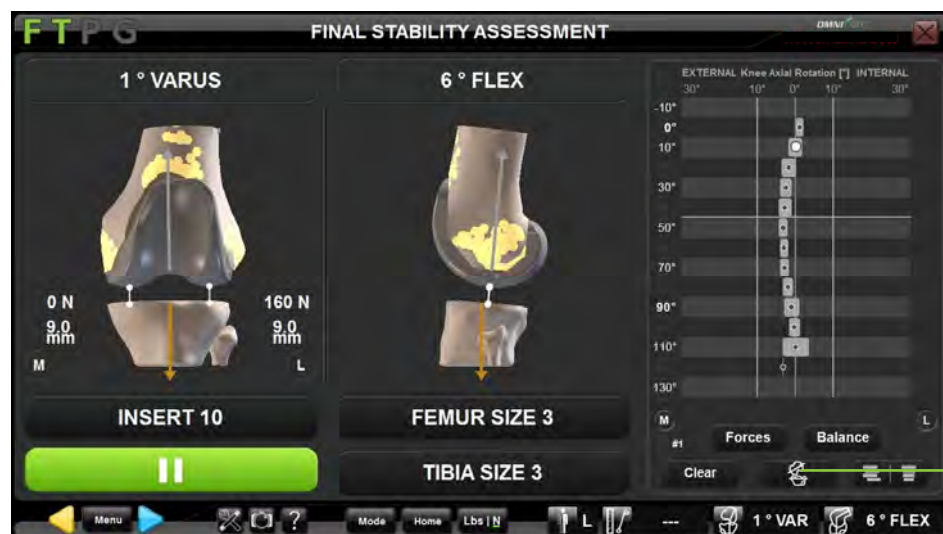 FTPG
FINAL STABILITY ASSESSMENT
OMNI
1° VARUS
6° FLEX
EXTERNAL Knee Axial Rotation [°] INTERNAL
30° 10° 0° 10° 30°
-10°
0°
10°
30°
50°
70°
90°
110°
130°
0 N
160 N
9.0
mm
9.0
mm
M
L
INSERT 10
FEMUR SIZE 3
TIBIA SIZE 3
M
L
#1
Forces
Balance
Clear
Menu
?
Mode
Home
Lbs | N
L
---
1° VAR
6° FLEX